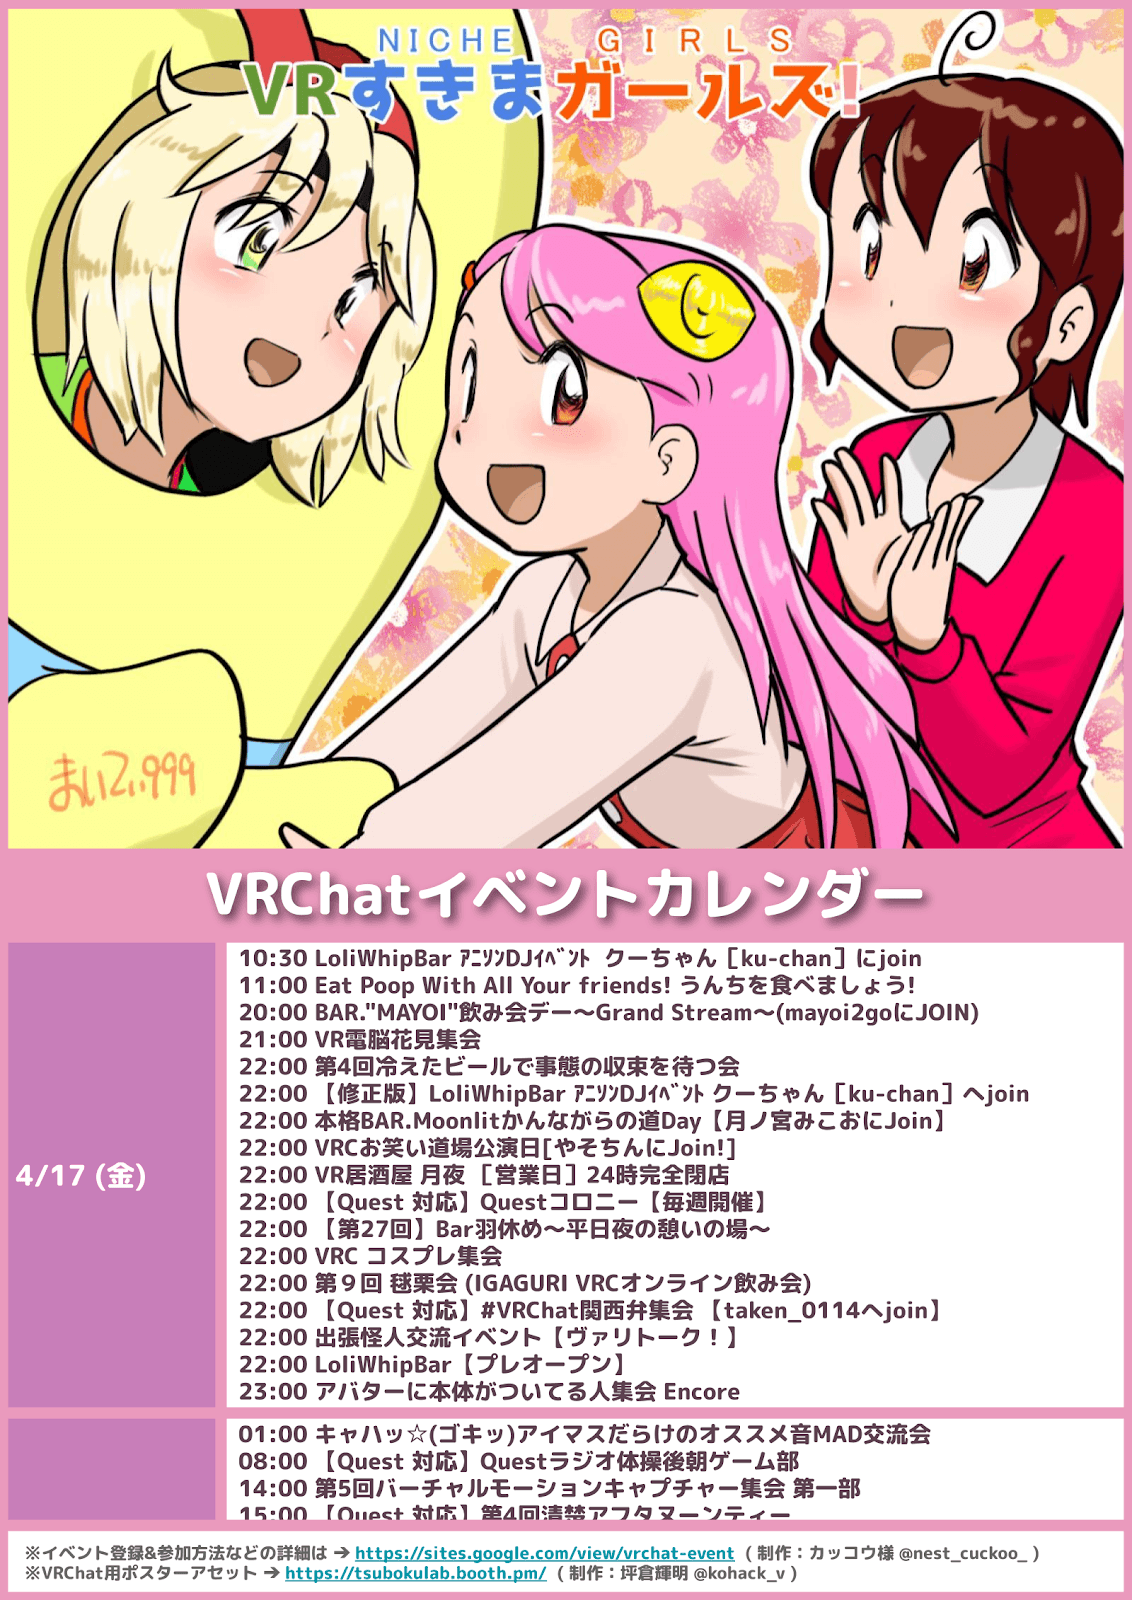 NICHE GIRLS
VRすきまガールズ!
まいてぃ999
VRChatイベントカレンダー
4/17 (金)
10:30 LoliWhipBar ｱﾆｿﾝDJｲﾍﾞﾝﾄ クーちゃん［ku-chan］にjoin
11:00 Eat Poop With All Your friends! うんちを食べましょう!
20:00 BAR."MAYOI"飲み会デー～Grand Stream～(mayoi2goにJOIN)
21:00 VR電脳花見集会
22:00 第4回冷えたビールで事態の収束を待つ会
22:00 【修正版】LoliWhipBar ｱﾆｿﾝDJｲﾍﾞﾝﾄ クーちゃん［ku-chan］へjoin
22:00 本格BAR.Moonlitかんながらの道Day【月ノ宮みこおにJoin】
22:00 VRCお笑い道場公演日[やそちんにJoin!]
22:00 VR居酒屋 月夜 ［営業日］24時完全閉店
22:00 【Quest 対応】Questコロニー【毎週開催】
22:00 【第27回】Bar羽休め～平日夜の憩いの場～
22:00 VRC コスプレ集会
22:00 第９回 毬栗会 (IGAGURI VRCオンライン飲み会)
22:00 【Quest 対応】#VRChat関西弁集会 【taken_0114へjoin】
22:00 出張怪人交流イベント【ヴァリトーク！】
22:00 LoliWhipBar【プレオープン】
23:00 アバターに本体がついてる人集会 Encore
01:00 キャハッ☆(ゴキッ)アイマスだらけのオススメ音MAD交流会
08:00 【Quest 対応】Questラジオ体操後朝ゲーム部
14:00 第5回バーチャルモーションキャプチャー集会 第一部
15:00 【Quest 対応】第4回清楚アフタヌーンティー
※イベント登録&参加方法などの詳細は ➔ https://sites.google.com/view/vrchat-event ( 制作：カッコウ様 @nest_cuckoo_ )
※VRChat用ポスターアセット ➔ https://tsubokulab.booth.pm/ ( 制作：坪倉輝明 @kohack_v )